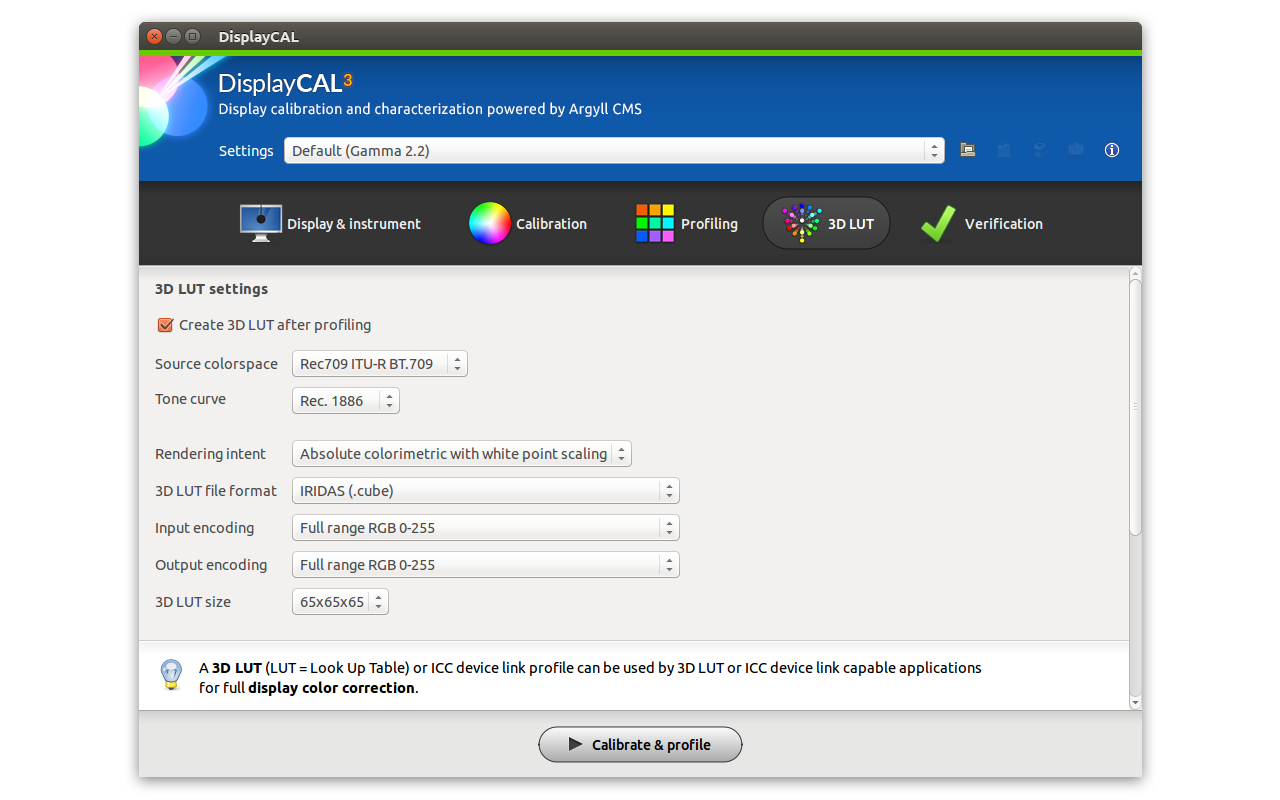 DisplayCAL
DisplayCAL3
Display calibration and characterization powered by Argyll CMS
Settings Default (Gamma 2.2)
Display & instrument Calibration Profiling 3D LUT Verification
3D LUT settings
Create 3D LUT after profiling
Source colorspace Rec709 ITU-R BT.709
Tone curve Rec. 1886
Rendering intent Absolute colorimetric with white point scaling
3D LUT file format IRIDAS (.cube)
Input encoding Full range RGB 0-255
Output encoding Full range RGB 0-255
3D LUT size 65x65x65
A 3D LUT (LUT = Look Up Table) or ICC device link profile can be used by 3D LUT or ICC device link capable applications
for full display color correction.
Calibrate & profile